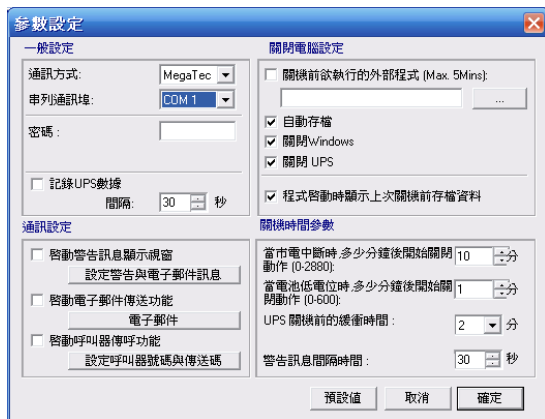 參數設定
一般設定
通訊方式: MegaTec
串列通訊埠: COM 1
密碼:
記錄UPS數據
間隔: 30 秒
通訊設定
啓動警告訊息顯示視窗
設定警告與電子郵件訊息
啓動電子郵件傳送功能
電子郵件
啓動呼叫器傳呼功能
設定呼叫器號碼與傳送碼
關閉電腦設定
關機前欲執行的外部程式 (Max. 5Mins):
...
自動存檔
關閉Windows
關閉 UPS
程式啓動時顯示上次關機前存檔資料
關機時間參數
當市電中斷時,多少分鐘後開始關閉 10 分
動作 (0-2880):
當電池低電位時,多少分鐘後開始關 1 分
閉動作 (0-600):
UPS 關機前的緩衝時間: 2 分
警告訊息間隔時間: 30 秒
預設値 取消 確定